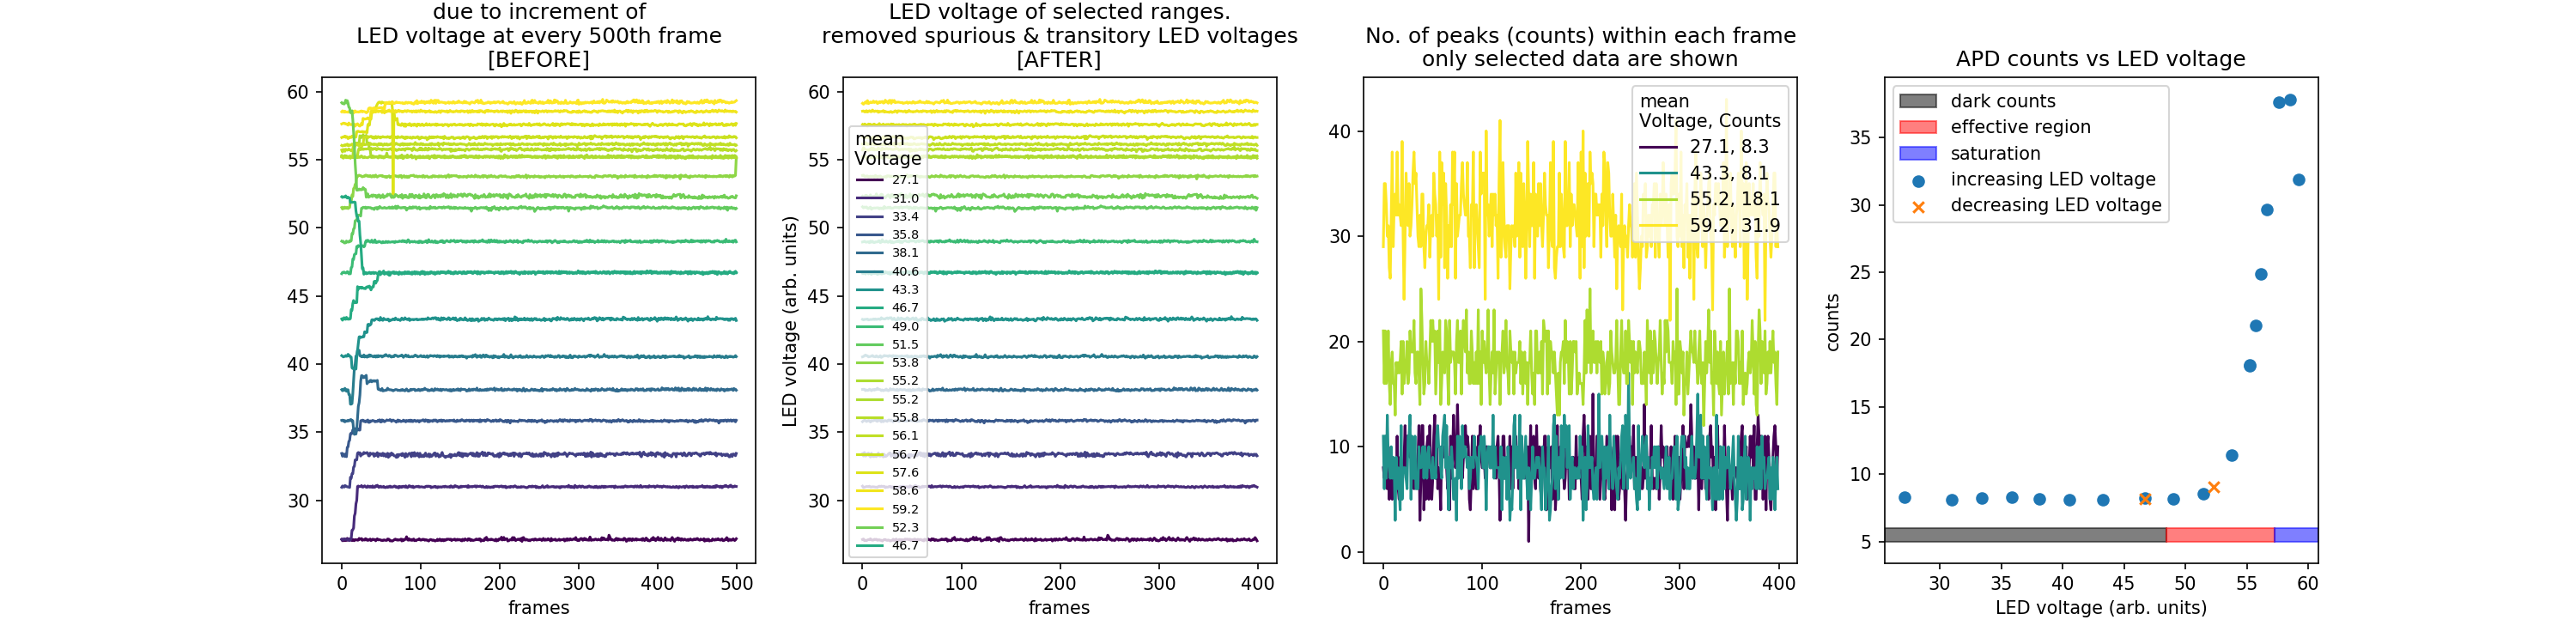 due to increment of
LED voltage at every 500th frame
[BEFORE]
60
55
50
45
40
35
30
0 100 200 300 400 500
frames
LED voltage of selected ranges.
removed spurious & transitory LED voltages
[AFTER]
LED voltage (arb. units)
60
55
50
45
40
35
30
mean
Voltage
27.1
31.0
33.4
35.8
38.1
40.6
43.3
46.7
49.0
51.5
53.8
55.2
55.2
55.8
56.1
56.7
57.6
58.6
59.2
52.3
46.7
0 100 200 300 400
frames
No. of peaks (counts) within each frame
only selected data are shown
40
30
20
10
0
mean
Voltage, Counts
27.1, 8.3
43.3, 8.1
55.2, 18.1
59.2, 31.9
0 100 200 300 400
frames
APD counts vs LED voltage
counts
35
30
25
20
15
10
5
dark counts
effective region
saturation
increasing LED voltage
decreasing LED voltage
30 35 40 45 50 55 60
LED voltage (arb. units)